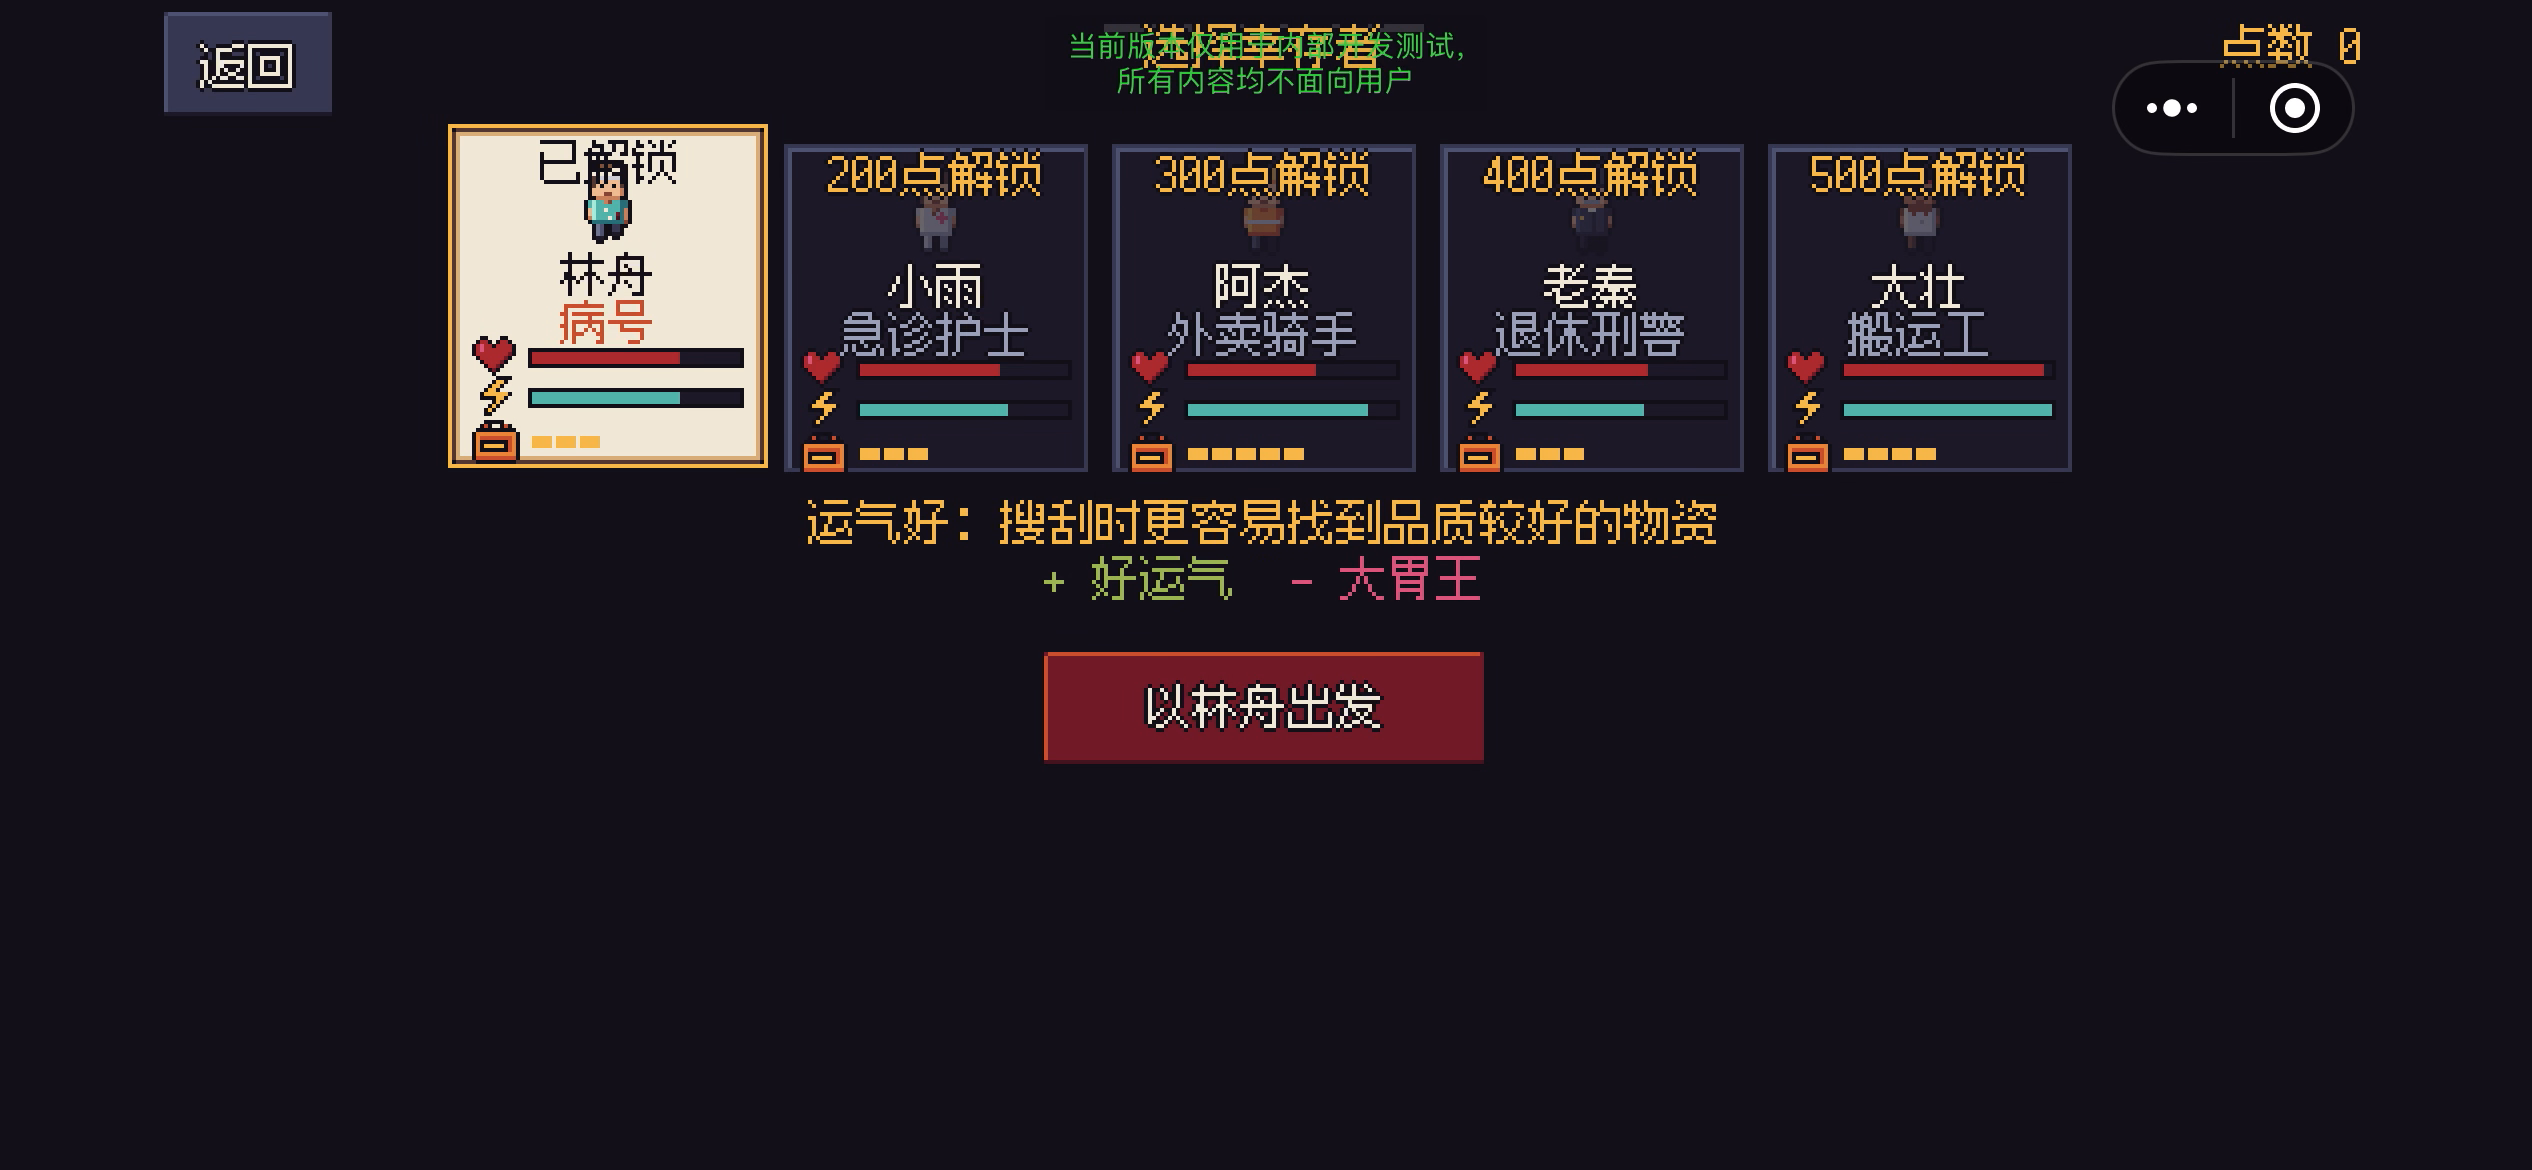 返回
选择幸存者
当前版本仅用于内部开发测试，
所有内容均不面向用户
点数 0
已解锁
林舟
病号
200点解锁
小雨
急诊护士
300点解锁
阿杰
外卖骑手
400点解锁
老秦
退休刑警
500点解锁
大壮
搬运工
运气好：搜刮时更容易找到品质较好的物资
+ 好运气 - 大胃王
以林舟出发